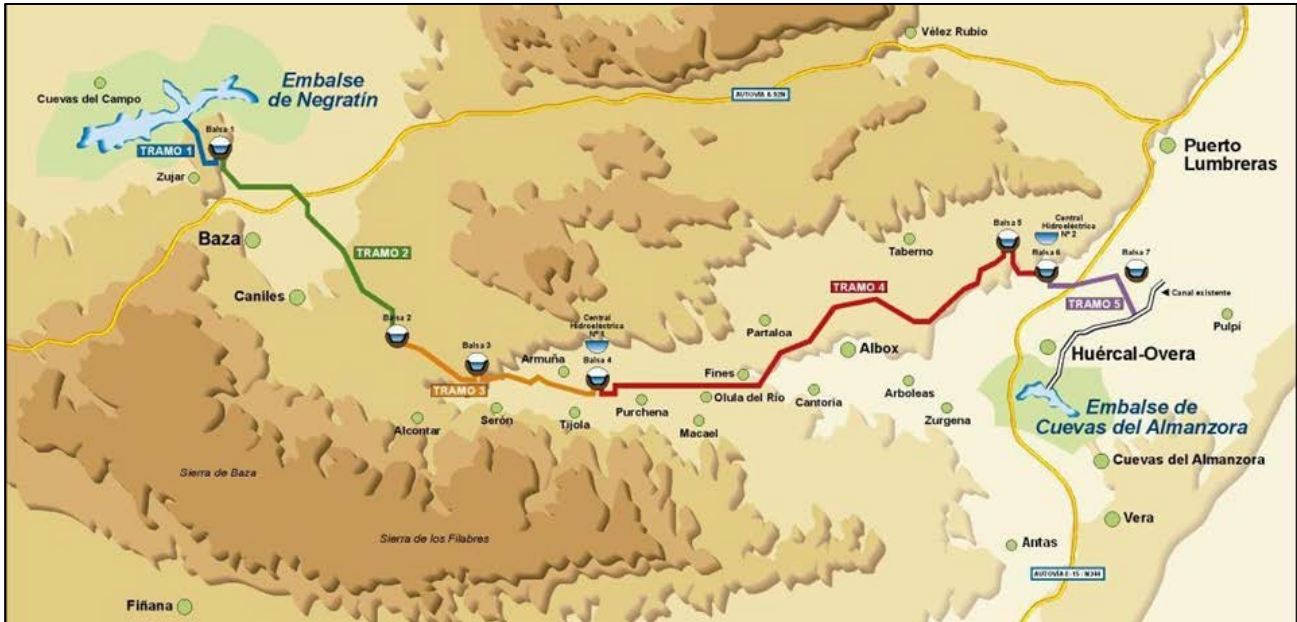 Vélez Rubio
Embalse
de Negratín
Cuevas del Campo
AUTOVÍA A 92N
Balsa 1
TRAMO 1
Zujar
Puerto
Lumbreras
Baza
TRAMO 2
Taberno
Balsa 5
Central
Hidroeléctrica
Nº 2
Balsa 6
Balsa 7
Caniles
TRAMO 4
TRAMO 5
Canal existente
Pulpí
Balsa 2
Central
Hidroeléctrica
Balsa 3
Armuña
Balsa 4
Partaloa
Albox
Huércal-Overa
TRAMO 3
Fines
Alcontar
Serón
Tíjola
Purchena
Olula del Río
Macael
Cantoria
Arboleas
Zurgena
Embalse de
Cuevas del Almanzora
Cuevas del Almanzora
Sierra de Baza
Sierra de los Filabres
Vera
Antas
Fiñana